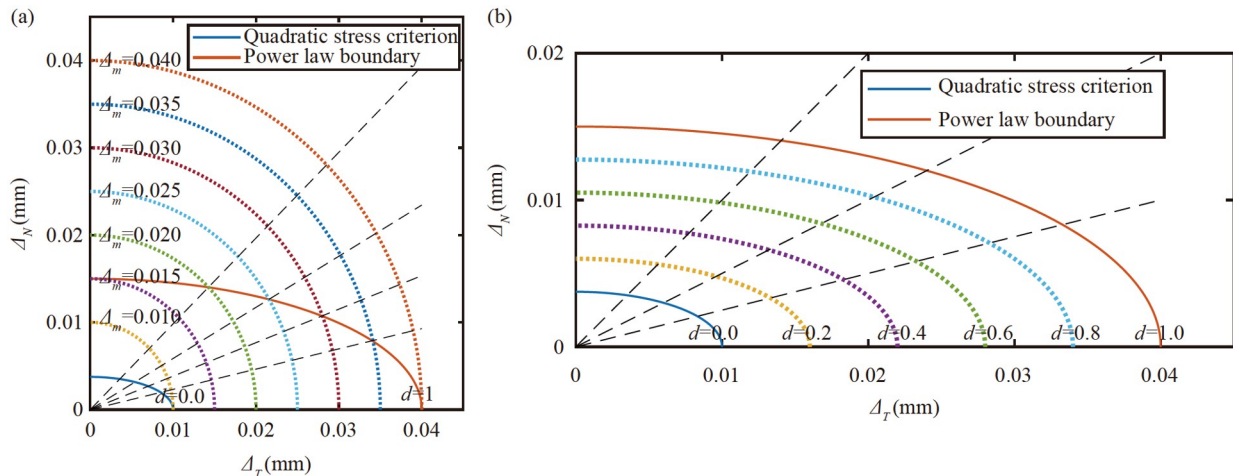 (a)
Quadratic stress criterion
Power law boundary
0.04
0.03
0.02
0.01
0
Δm=0.040
Δm=0.035
Δm=0.030
Δm=0.025
Δm=0.020
Δm=0.015
Δm=0.010
d=0.0
d=1
0 0.01 0.02 0.03 0.04
ΔN(mm)
ΔT(mm)
(b)
Quadratic stress criterion
Power law boundary
0.02
0.01
0
d=0.0 d=0.2 d=0.4 d=0.6 d=0.8 d=1.0
0 0.01 0.02 0.03 0.04
ΔN(mm)
ΔT(mm)